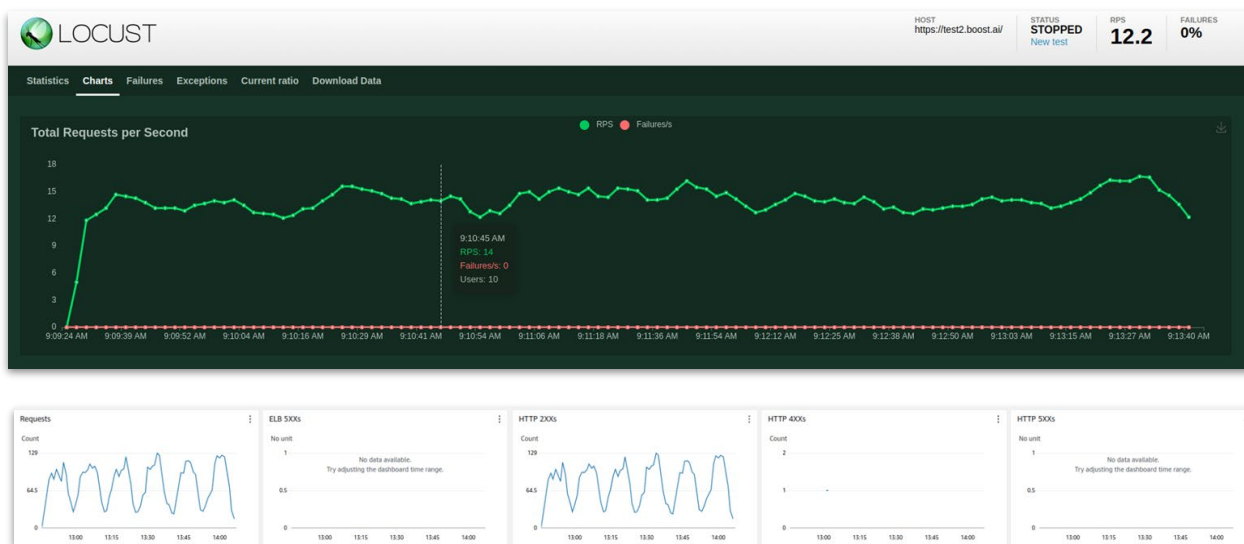 LOCUST
HOST
https://test2.boost.ai/
STATUS
STOPPED
New test
RPS
12.2
FAILURES
0%
Statistics Charts Failures Exceptions Current ratio Download Data
Total Requests per Second
RPS Failures/s
18
15
12
9
6
3
0
9:10:45 AM
RPS: 14
Failures/s: 0
Users: 10
9:09:24 AM 9:09:39 AM 9:09:52 AM 9:10:04 AM 9:10:16 AM 9:10:29 AM 9:10:41 AM 9:10:54 AM 9:11:06 AM 9:11:18 AM 9:11:36 AM 9:11:54 AM 9:12:12 AM 9:12:25 AM 9:12:38 AM 9:12:50 AM 9:13:03 AM 9:13:15 AM 9:13:27 AM 9:13:40 AM
Requests
Count
129
64.5
0
13:00 13:15 13:30 13:45 14:00
ELB 5XXs
No unit
1
No data available.
Try adjusting the dashboard time range.
0.5
0
13:00 13:15 13:30 13:45 14:00
HTTP 2XXs
Count
129
64.5
0
13:00 13:15 13:30 13:45 14:00
HTTP 4XXs
Count
2
1
0
13:00 13:15 13:30 13:45 14:00
HTTP 5XXs
No unit
1
No data available.
Try adjusting the dashboard time range.
0.5
0
13:00 13:15 13:30 13:45 14:00